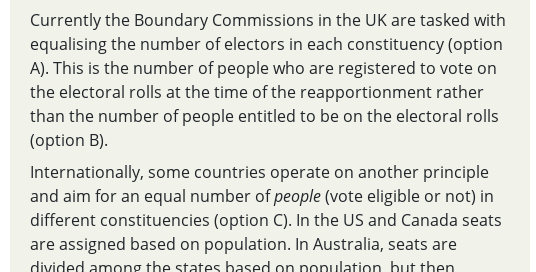 Currently the Boundary Commissions in the UK are tasked with
equalising the number of electors in each constituency (option
A). This is the number of people who are registered to vote on
the electoral rolls at the time of the reapportionment rather
than the number of people entitled to be on the electoral rolls
(option B).
Internationally, some countries operate on another principle
and aim for an equal number of people (vote eligible or not) in
different constituencies (option C). In the US and Canada seats
are assigned based on population. In Australia, seats are
divided among the states based on population, but then